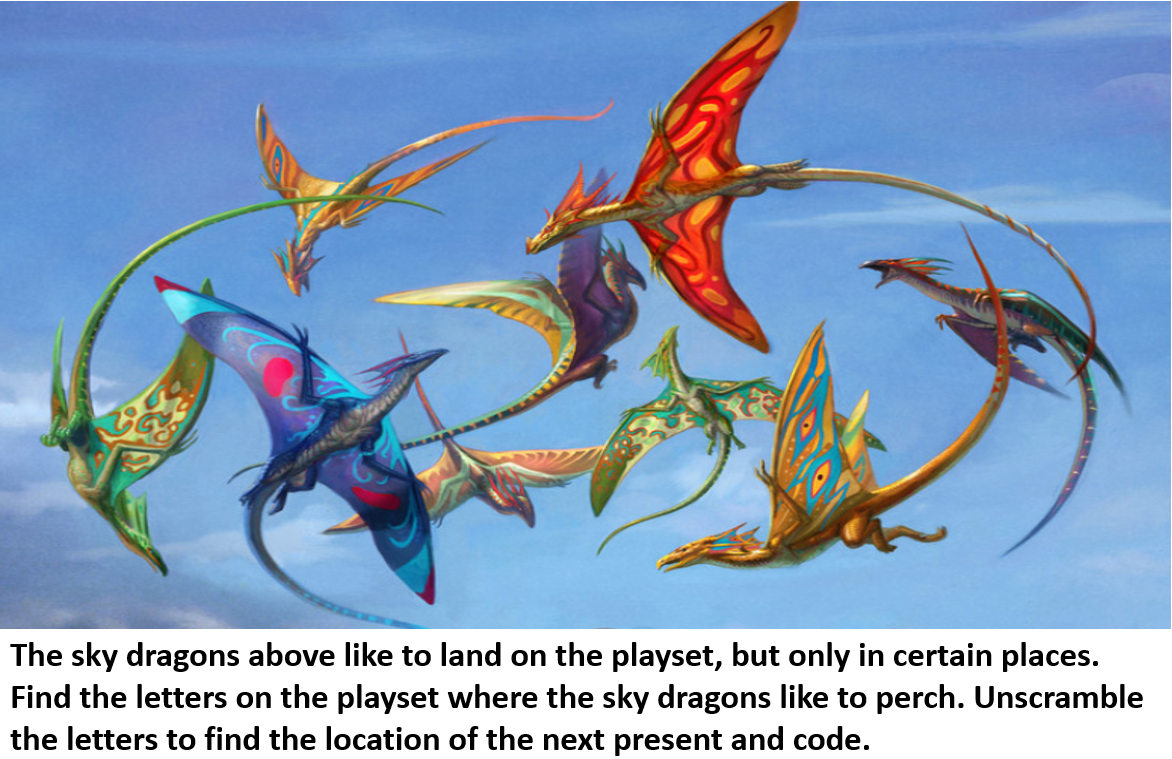 The sky dragons above like to land on the playset, but only in certain places.
Find the letters on the playset where the sky dragons like to perch. Unscramble
the letters to find the location of the next present and code.